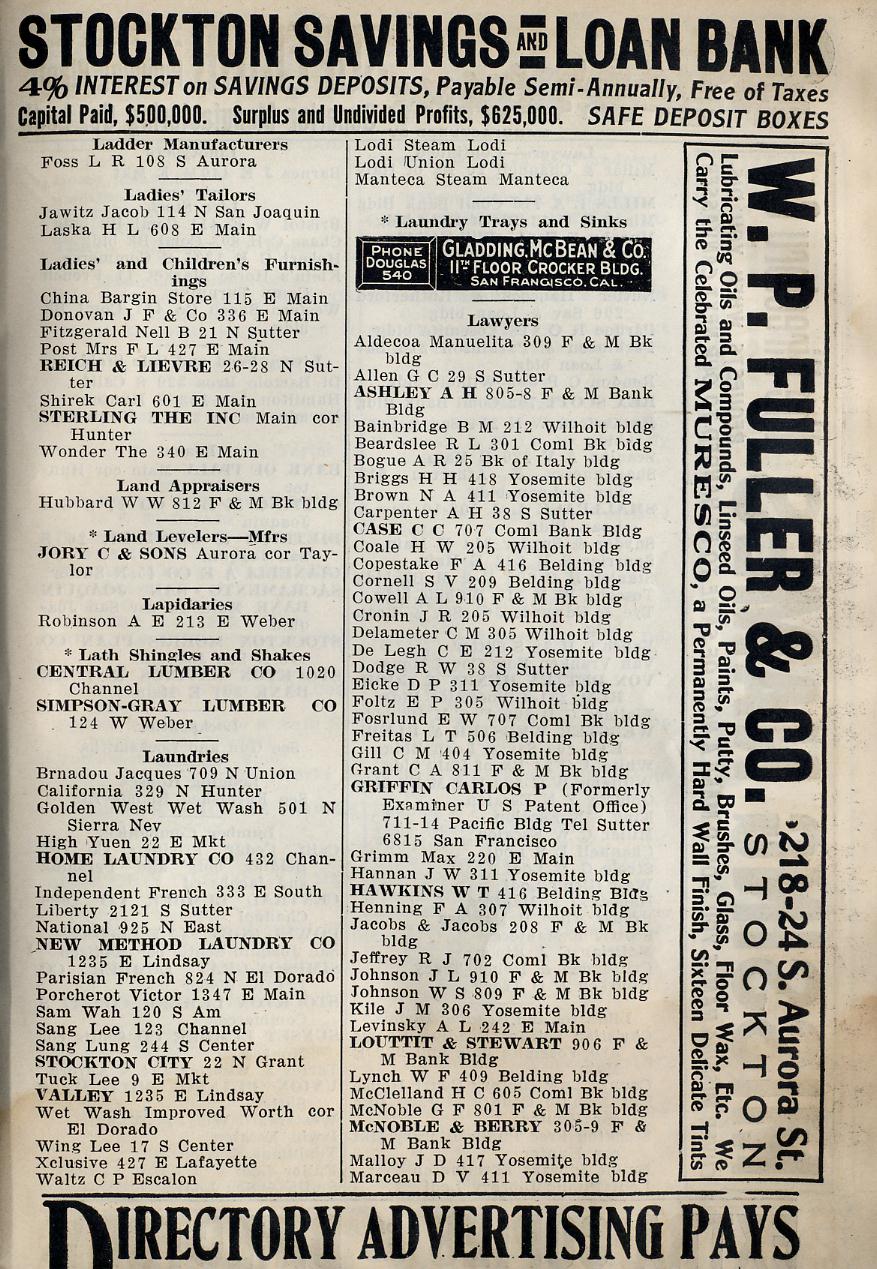 STOCKTON SAVINGS AND LOAN BANK
4% INTEREST on SAVINGS DEPOSITS, Payable Semi-Annually, Free of Taxes
Capital Paid, $500,000. Surplus and Undivided Profits, $625,000. SAFE DEPOSIT BOXES
Ladder Manufacturers
Foss L R 108 S Aurora
Ladies' Tailors
Jawitz Jacob 114 N San Joaquin
Laska H L 608 E Main
Ladies' and Children's Furnish-
ings
China Bargin Store 115 E Main
Donovan J F & Co 336 E Main
Fitzgerald Nell B 21 N Sutter
Post Mrs F L 427 E Main
REICH & LIEVRE 26-28 N Sut-
ter
Shirek Carl 601 E Main
STERLING THE INC Main cor
Hunter
Wonder The 340 E Main
Land Appraisers
Hubbard W W 812 F & M Bk bldg
* Land Levelers—Mfrs
JORY C & SONS Aurora cor Tay-
lor
Lapidaries
Robinson A E 213 E Weber
* Lath Shingles and Shakes
CENTRAL LUMBER CO 1020
Channel
SIMPSON-GRAY LUMBER CO
124 W Weber
Laundries
Brnadou Jacques 709 N Union
California 329 N Hunter
Golden West Wet Wash 501 N
Sierra Nev
High Yuen 22 E Mkt
HOME LAUNDRY CO 432 Chan-
nel
Independent French 333 E South
Liberty 2121 S Sutter
National 925 N East
NEW METHOD LAUNDRY CO
1235 E Lindsay
Parisian French 824 N El Dorado
Porcherot Victor 1347 E Main
Sam Wah 120 S Am
Sang Lee 123 Channel
Sang Lung 244 S Center
STOCKTON CITY 22 N Grant
Tuck Lee 9 E Mkt
VALLEY 1235 E Lindsay
Wet Wash Improved Worth cor
El Dorado
Wing Lee 17 S Center
Xclusive 427 E Lafayette
Waltz C P Escalon
Lodi Steam Lodi
Lodi Union Lodi
Manteca Steam Manteca
* Laundry Trays and Sinks
PHONE DOUGLAS 540
GLADDING, McBEAN & CO.
11TH FLOOR CROCKER BLDG.
SAN FRANCISCO. CAL.
Lawyers
Aldecoa Manuelita 309 F & M Bk
bldg
Allen G C 29 S Sutter
ASHLEY A H 805-8 F & M Bank
Bldg
Bainbridge B M 212 Wilhoit bldg
Beardslee R L 301 Coml Bk bldg
Bogue A R 25 Bk of Italy bldg
Briggs H H 418 Yosemite bldg
Brown N A 411 Yosemite bldg
Carpenter A H 38 S Sutter
CASE C C 707 Coml Bank Bldg
Coale H W 205 Wilhoit bldg
Copestake F A 416 Belding bldg
Cornell S V 209 Belding bldg
Cowell A L 910 F & M Bk bldg
Cronin J R 205 Wilhoit bldg
Delameter C M 305 Wilhoit bldg
De Legh C E 212 Yosemite bldg
Dodge R W 38 S Sutter
Eicke D P 311 Yosemite bldg
Foltz E P 305 Wilhoit bldg
Fosrlund E W 707 Coml Bk bldg
Freitas L T 506 Belding bldg
Gill C M 404 Yosemite bldg
Grant C A 811 F & M Bk bldg
GRIFFIN CARLOS P (Formerly
Examiner U S Patent Office)
711-14 Pacific Bldg Tel Sutter
6815 San Francisco
Grimm Max 220 E Main
Hannan J W 311 Yosemite bldg
HAWKINS W T 416 Belding Bldg
Henning F A 307 Wilhoit bldg
Jacobs & Jacobs 208 F & M Bk
bldg
Jeffrey R J 702 Coml Bk bldg
Johnson J L 910 F & M Bk bldg
Johnson W S 809 F & M Bk bldg
Kile J M 306 Yosemite bldg
Levinsky A L 242 E Main
LOUTTIT & STEWART 906 F &
M Bank Bldg
Lynch W F 409 Belding bldg
McClelland H C 605 Coml Bk bldg
McNoble G F 801 F & M Bk bldg
McNOBLE & BERRY 305-9 F &
M Bank Bldg
Malloy J D 417 Yosemite bldg
Marceau D V 411 Yosemite bldg
W. P. FULLER & CO. 218-24 S. Aurora St.
STOCKTON
Lubricating Oils and Compounds, Linseed Oils, Paints, Putty, Brushes, Glass, Floor Wax, Etc. We
Carry the Celebrated MURESCO, a Permanently Hard Wall Finish, Sixteen Delicate Tints
DIRECTORY ADVERTISING PAYS